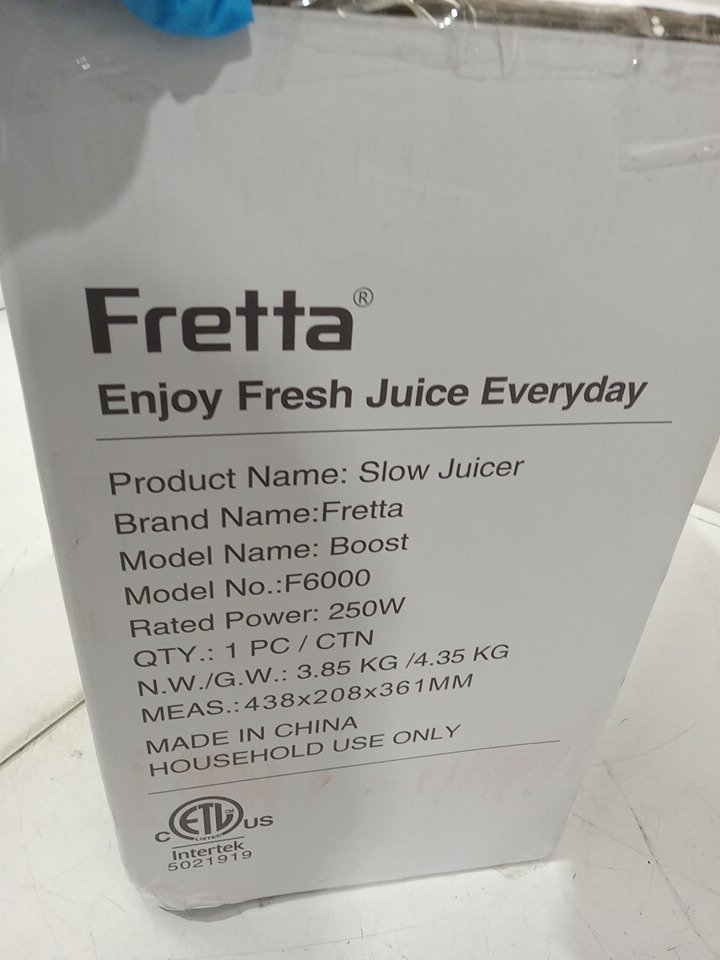 Fretta®
Enjoy Fresh Juice Everyday
Product Name: Slow Juicer
Brand Name:Fretta
Model Name: Boost
Model No.:F6000
Rated Power: 250W
QTY.: 1 PC / CTN
N.W./G.W.: 3.85 KG /4.35 KG
MEAS.:438x208x361MM
MADE IN CHINA
HOUSEHOLD USE ONLY
C ETL CM US
LISTED
Intertek
5021919